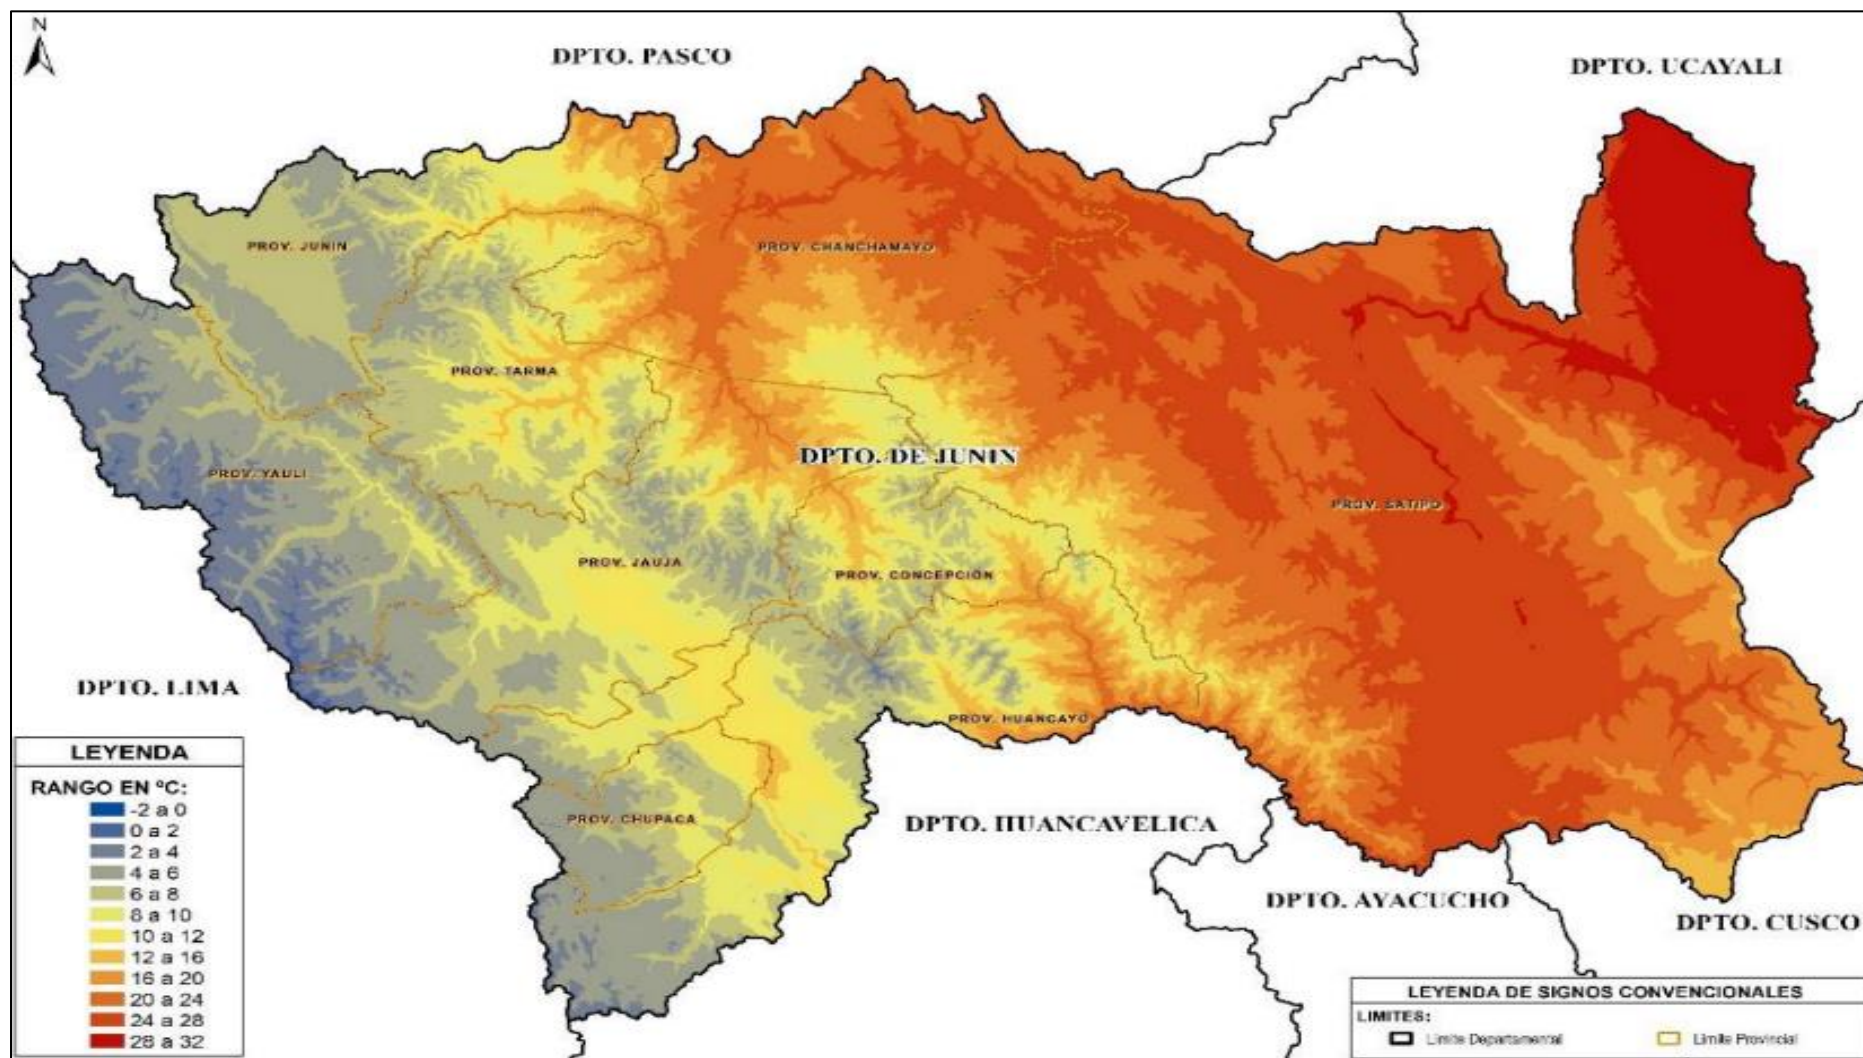 N
DPTO. PASCO
DPTO. UCAYALI
PROV. JUNIN
PROV. CHANCHAMAYO
PROV. TARMA
DPTO. DE JUNIN
PROV. YAULI
PROV. SATIPO
PROV. JAUJA
PROV. CONCEPCIÓN
DPTO. LIMA
PROV. HUANCAYO
PROV. CHUPACA
DPTO. HUANCAVELICA
DPTO. AYACUCHO
DPTO. CUSCO
LEYENDA
RANGO EN ºC:
-2 a 0
0 a 2
2 a 4
4 a 6
6 a 8
8 a 10
10 a 12
12 a 16
16 a 20
20 a 24
24 a 28
28 a 32
LEYENDA DE SIGNOS CONVENCIONALES
LIMITES:
Limite Departamental
Limite Provincial